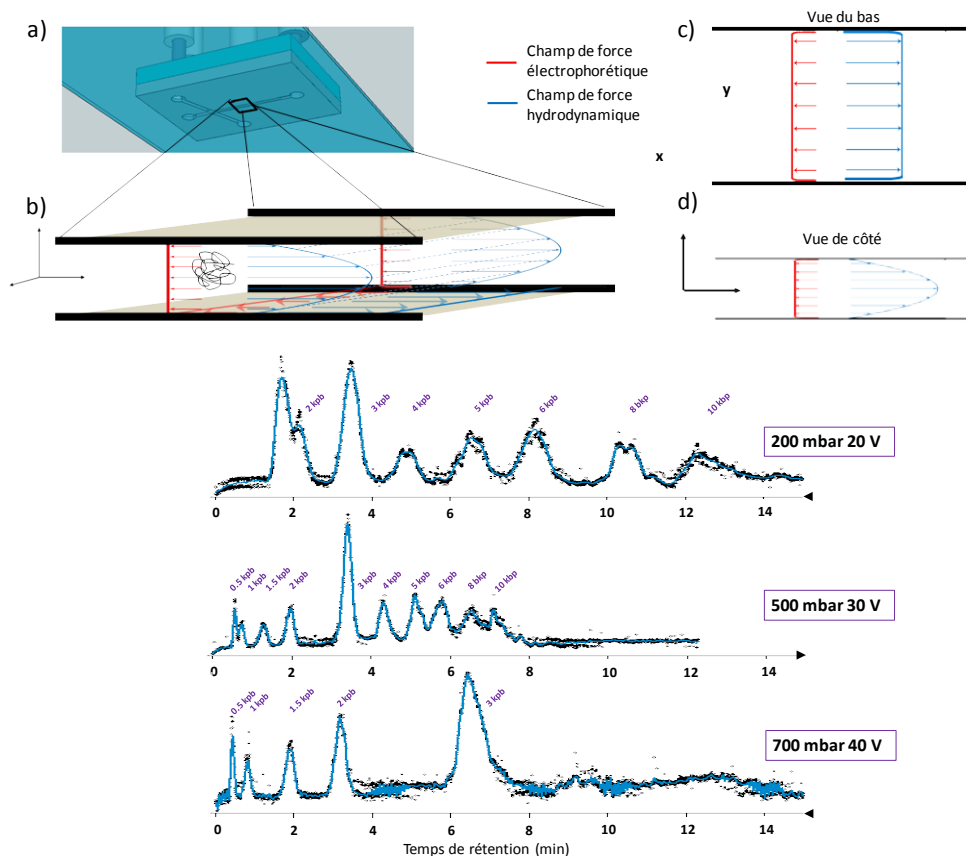 a)
Champ de force
électrophorétique
Champ de force
hydrodynamique
c)
Vue du bas
y
x
b)
d)
Vue de côté
2 kpb
3 kpb
4 kpb
5 kpb
6 kpb
8 bkp
10 kbp
200 mbar 20 V
0 2 4 6 8 10 12 14
0.5 kpb
1 kpb
1.5 kpb
2 kpb
3 kpb
4 kpb
5 kpb
6 kpb
8 bkp
10 kbp
500 mbar 30 V
0 2 4 6 8 10 12 14
0.5 kpb
1 kpb
1.5 kpb
2 kpb
3 kpb
700 mbar 40 V
0 2 4 6 8 10 12 14
Temps de rétention (min)